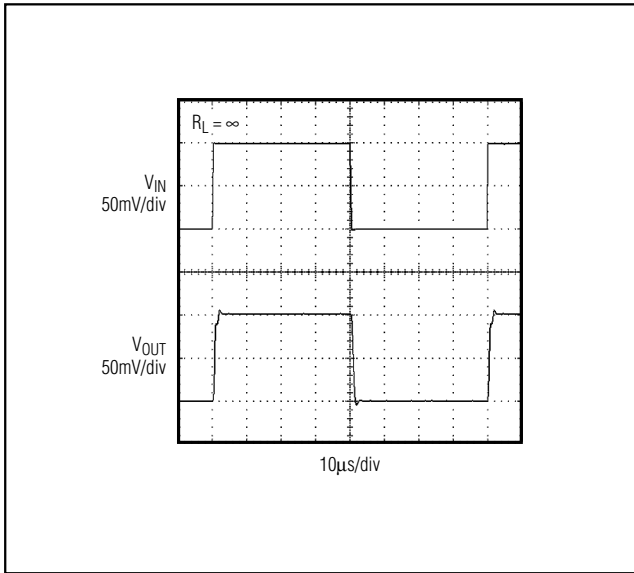 R_L = ∞
V_IN
50mV/div
V_OUT
50mV/div
10μs/div